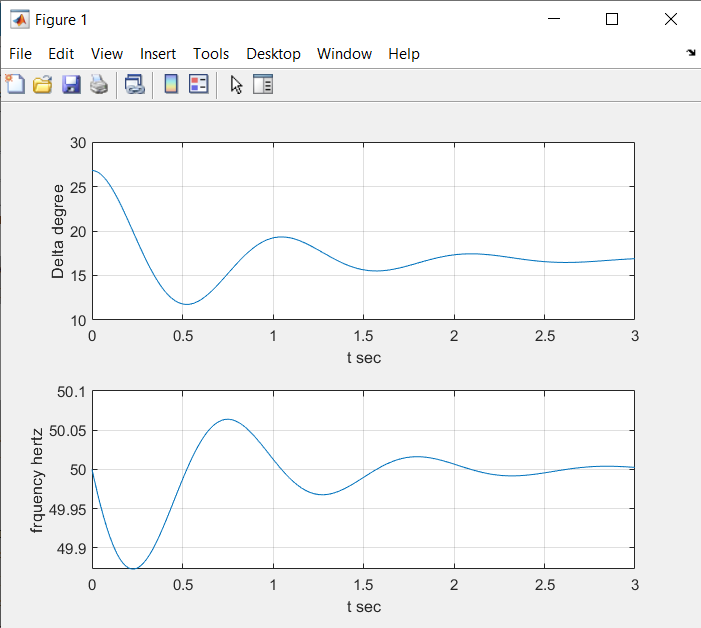 Figure 1
File Edit View Insert Tools Desktop Window Help
30
25
20
15
10
Delta degree
0 0.5 1 1.5 2 2.5 3
t sec
50.1
50.05
50
49.95
49.9
frquency hertz
0 0.5 1 1.5 2 2.5 3
t sec